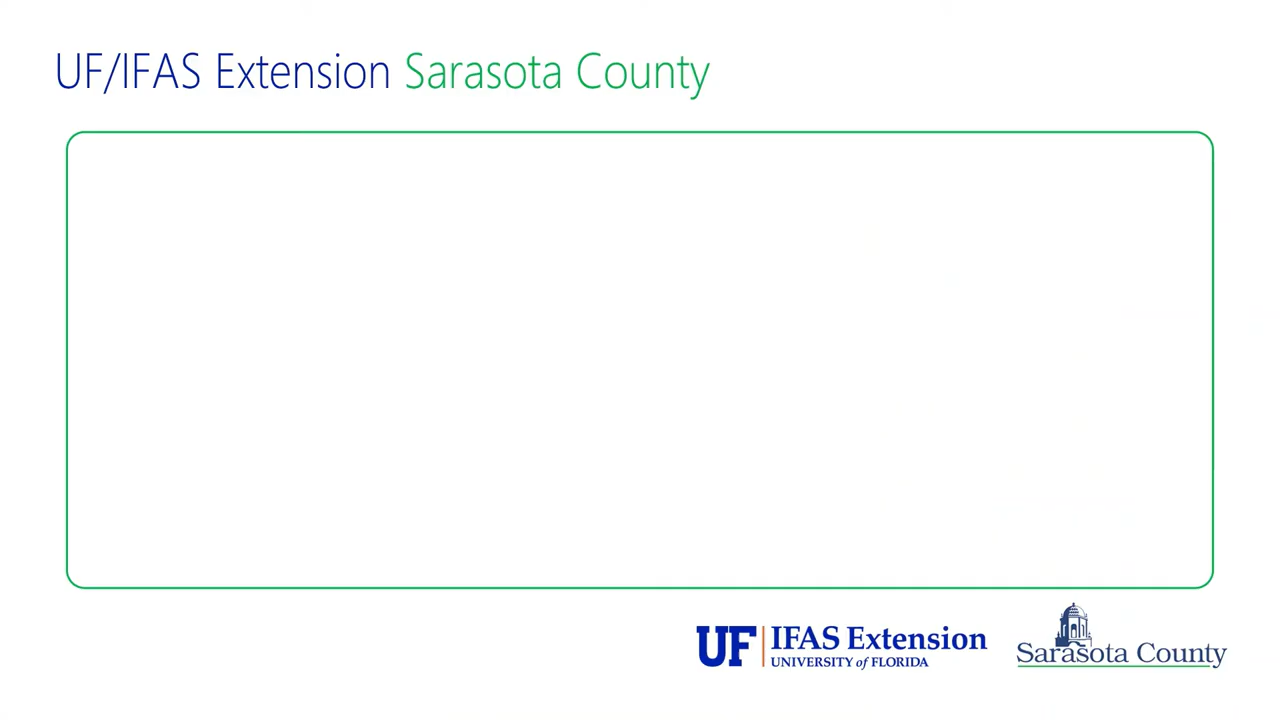 UF/IFAS Extension Sarasota County
UF IFAS Extension
UNIVERSITY of FLORIDA
Sarasota County